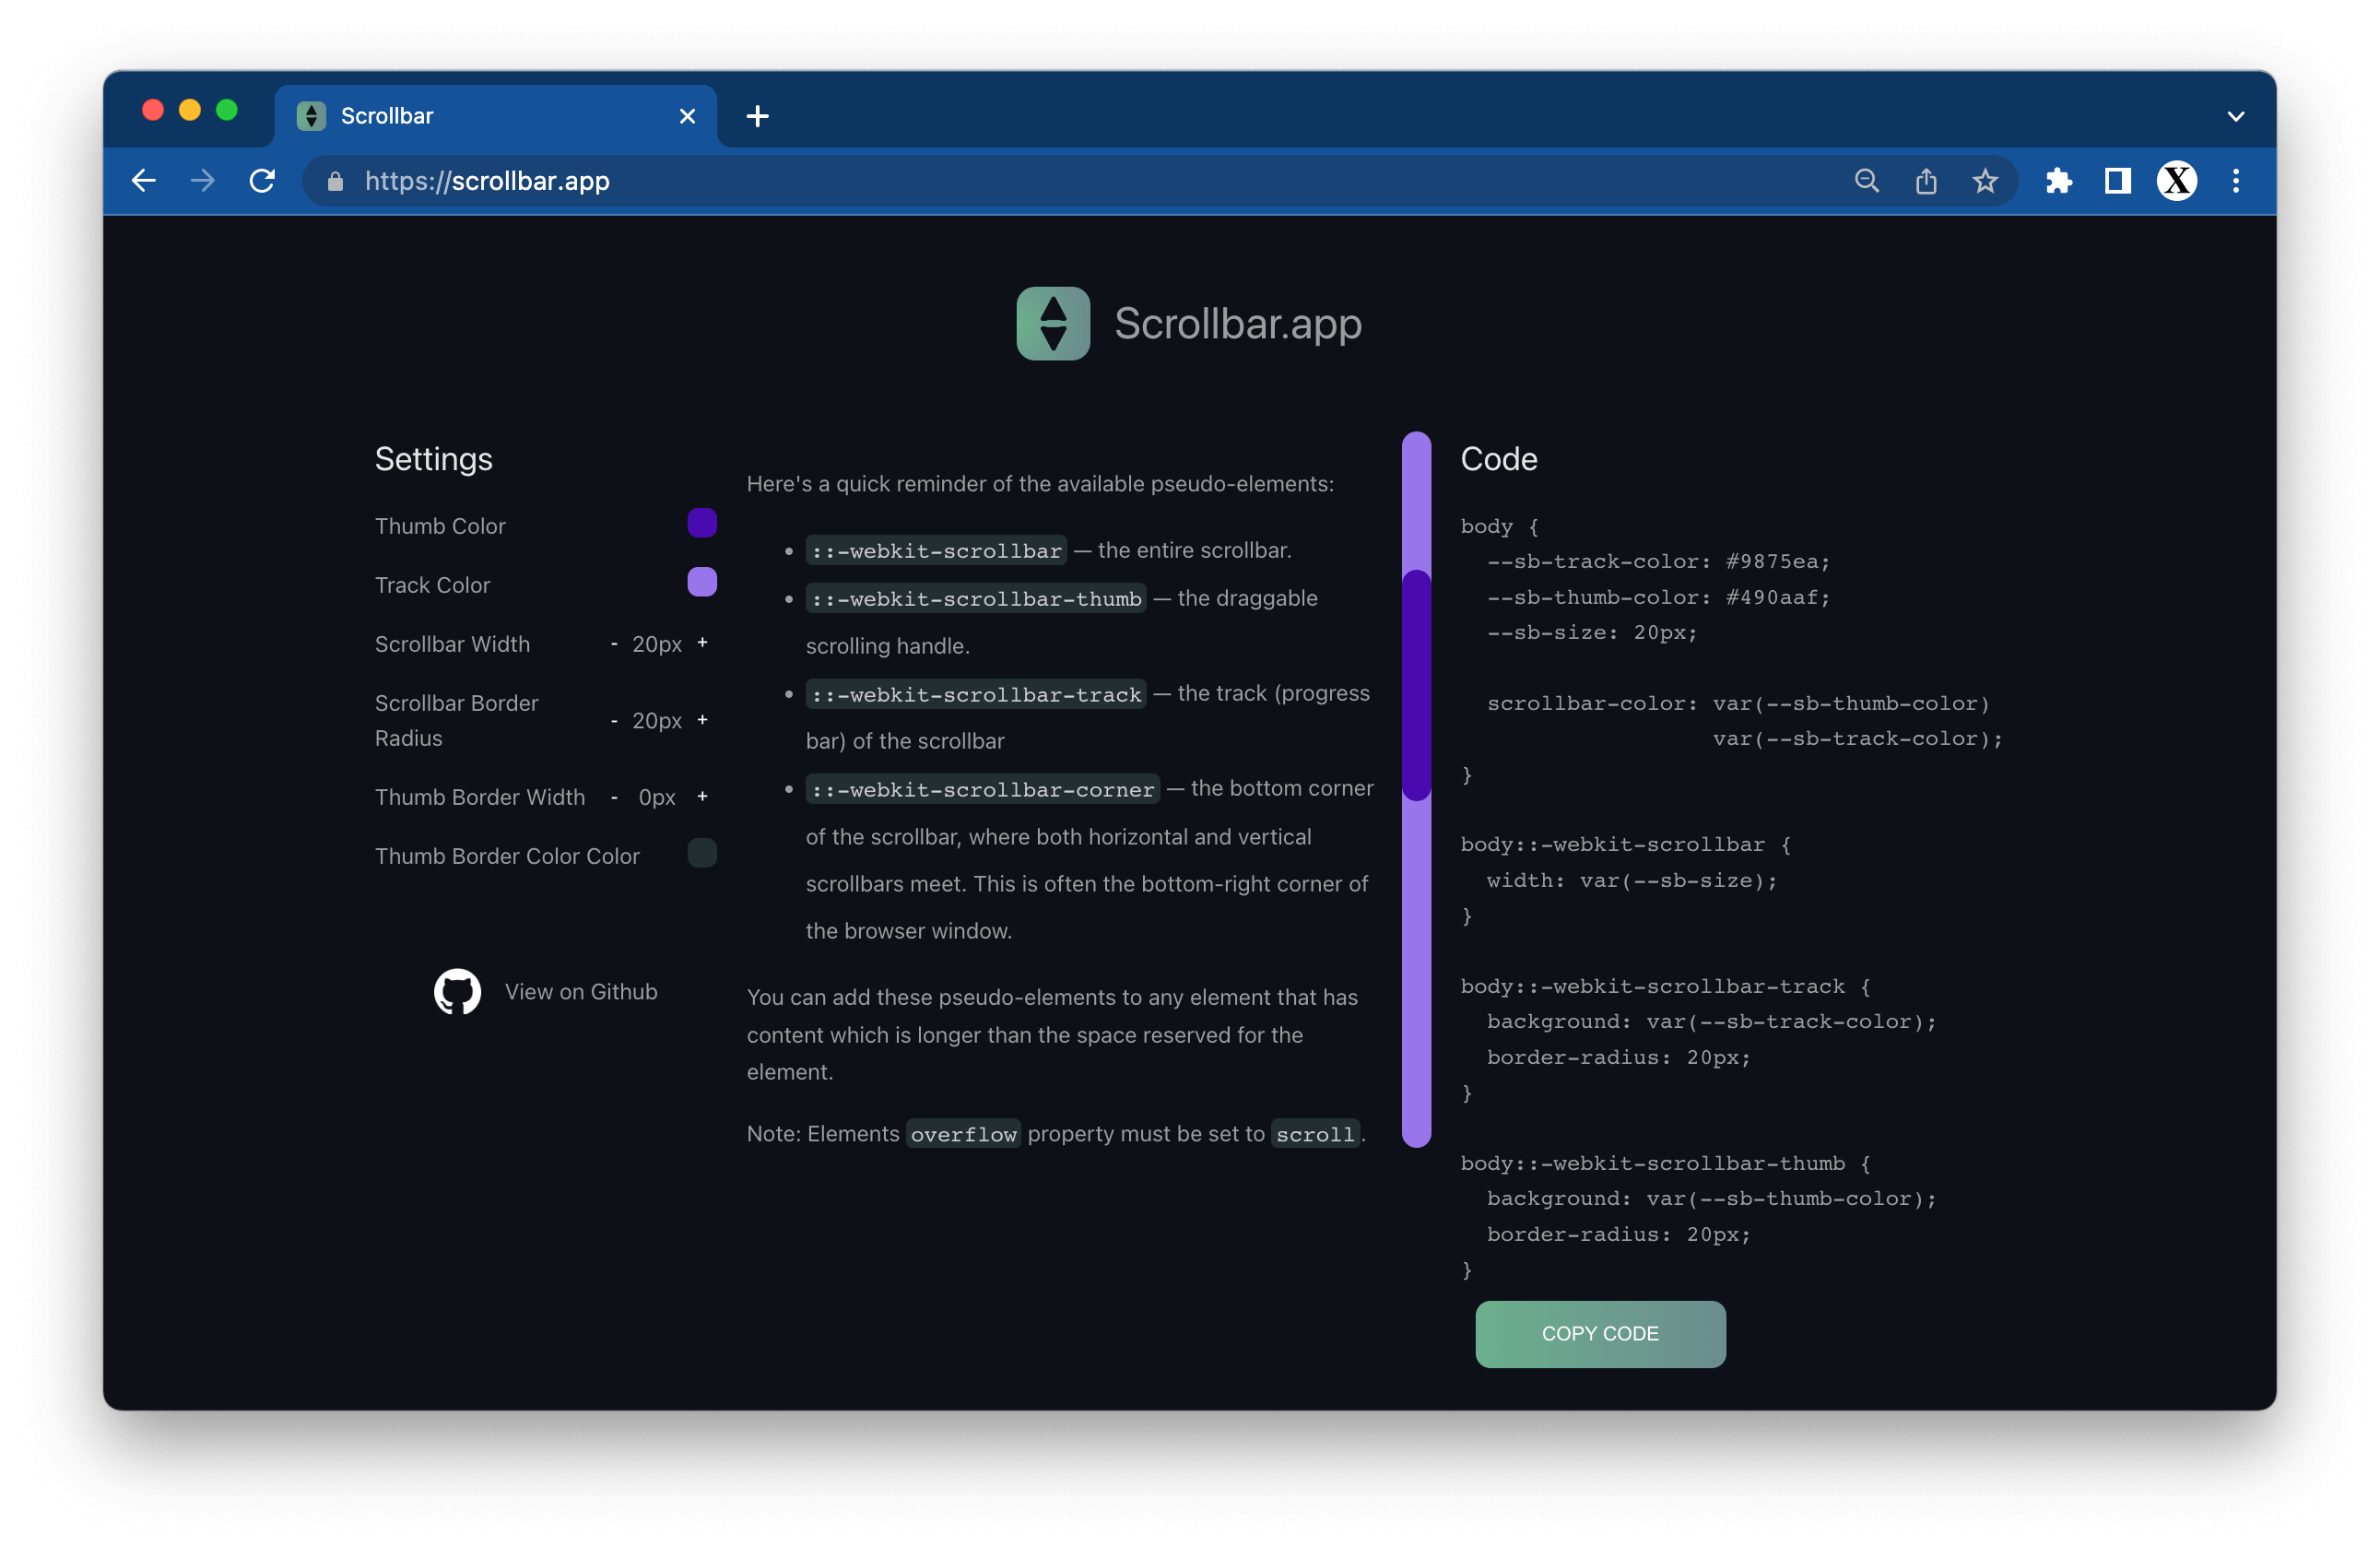 Scrollbar
https://scrollbar.app
X
Scrollbar.app
Settings
Thumb Color
Track Color
Scrollbar Width - 20px +
Scrollbar Border
Radius
- 20px +
Thumb Border Width - 0px +
Thumb Border Color Color
View on Github
Here's a quick reminder of the available pseudo-elements:
• ::-webkit-scrollbar — the entire scrollbar.
• ::-webkit-scrollbar-thumb — the draggable
scrolling handle.
• ::-webkit-scrollbar-track — the track (progress
bar) of the scrollbar
• ::-webkit-scrollbar-corner — the bottom corner
of the scrollbar, where both horizontal and vertical
scrollbars meet. This is often the bottom-right corner of
the browser window.
You can add these pseudo-elements to any element that has
content which is longer than the space reserved for the
element.
Note: Elements overflow property must be set to scroll.
Code
body {
  --sb-track-color: #9875ea;
  --sb-thumb-color: #490aaf;
  --sb-size: 20px;
  scrollbar-color: var(--sb-thumb-color)
                   var(--sb-track-color);
}
body::-webkit-scrollbar {
  width: var(--sb-size);
}
body::-webkit-scrollbar-track {
  background: var(--sb-track-color);
  border-radius: 20px;
}
body::-webkit-scrollbar-thumb {
  background: var(--sb-thumb-color);
  border-radius: 20px;
}
COPY CODE